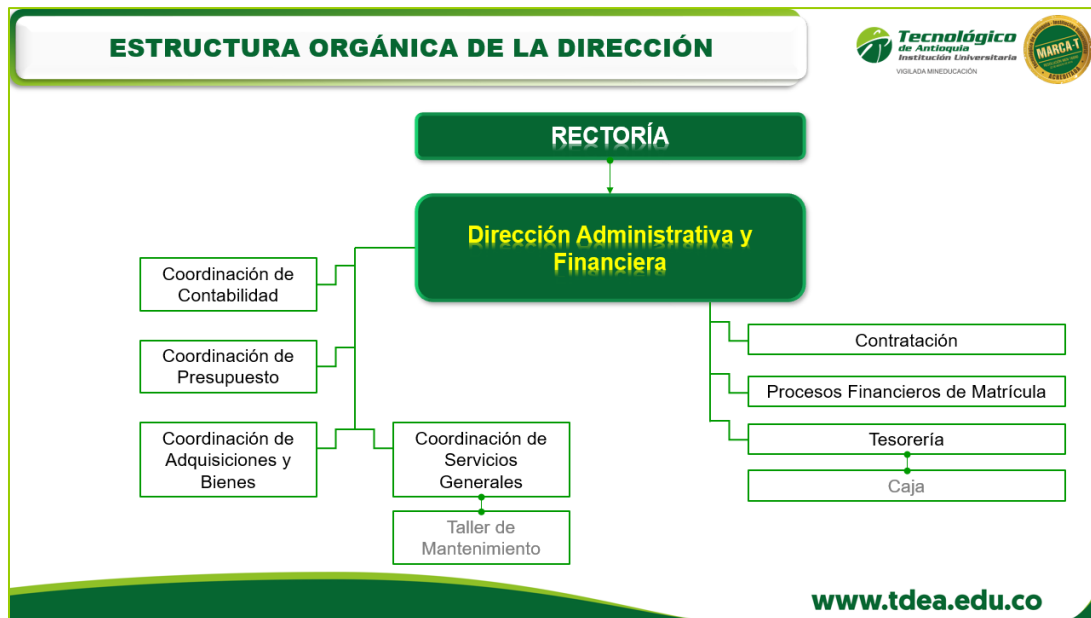 ESTRUCTURA ORGÁNICA DE LA DIRECCIÓN
Tecnológico
de Antioquia
Institución Universitaria
VIGILADA MINEDUCACIÓN
MARCA-T
ACREDITADA
RECTORÍA
Dirección Administrativa y
Financiera
Coordinación de
Contabilidad
Coordinación de
Presupuesto
Coordinación de
Adquisiciones y
Bienes
Coordinación de
Servicios
Generales
Taller de
Mantenimiento
Contratación
Procesos Financieros de Matrícula
Tesorería
Caja
www.tdea.edu.co